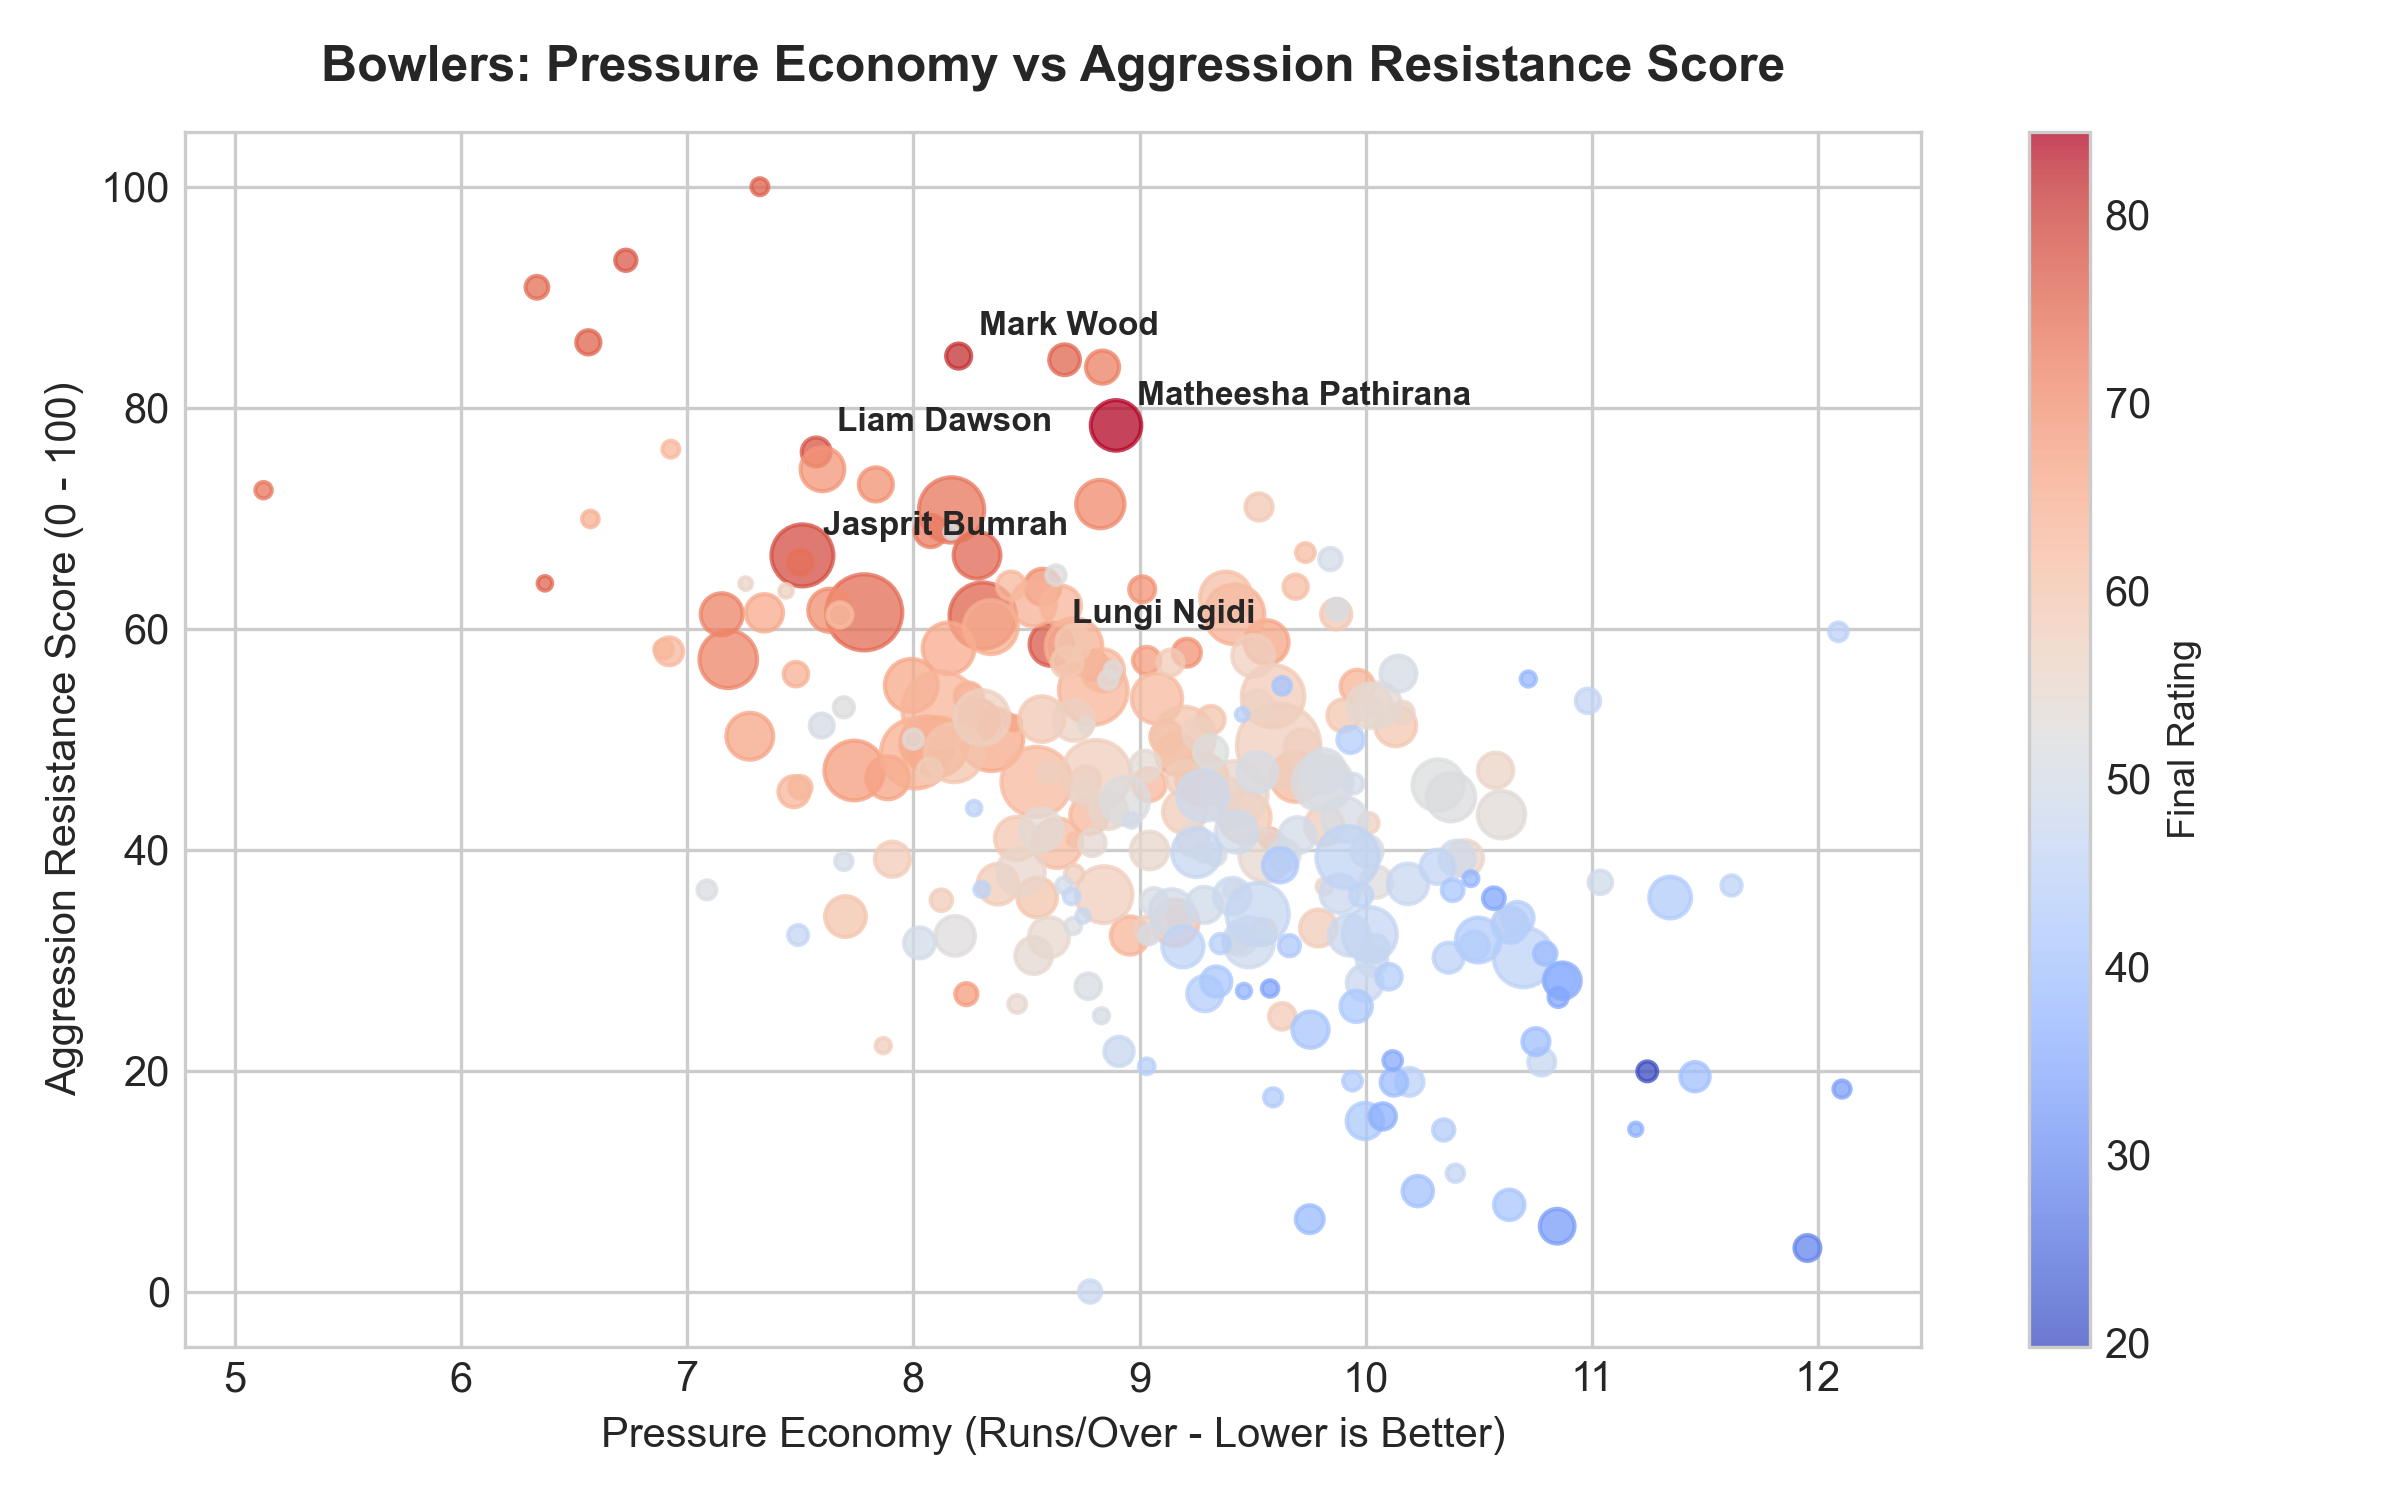 Bowlers: Pressure Economy vs Aggression Resistance Score
Aggression Resistance Score (0 - 100)
100
80
60
40
20
0
Mark Wood
Matheesha Pathirana
Liam Dawson
Jasprit Bumrah
Lungi Ngidi
5
6
7
8
9
10
11
12
Pressure Economy (Runs/Over - Lower is Better)
80
70
60
50
40
30
20
Final Rating